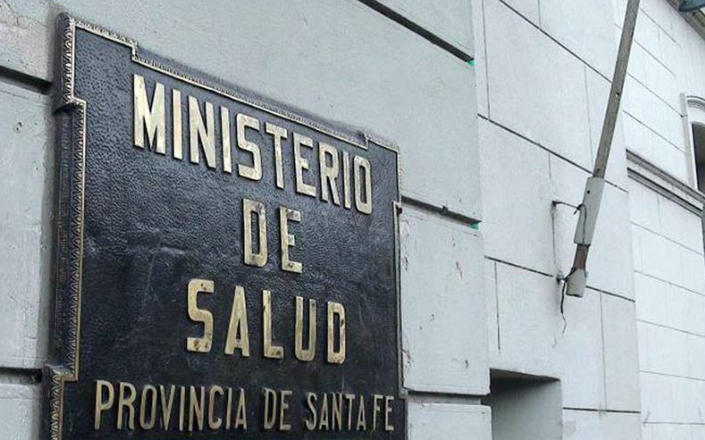 MINISTERIO
DE
SALUD
PROVINCIA DE SANTA FE